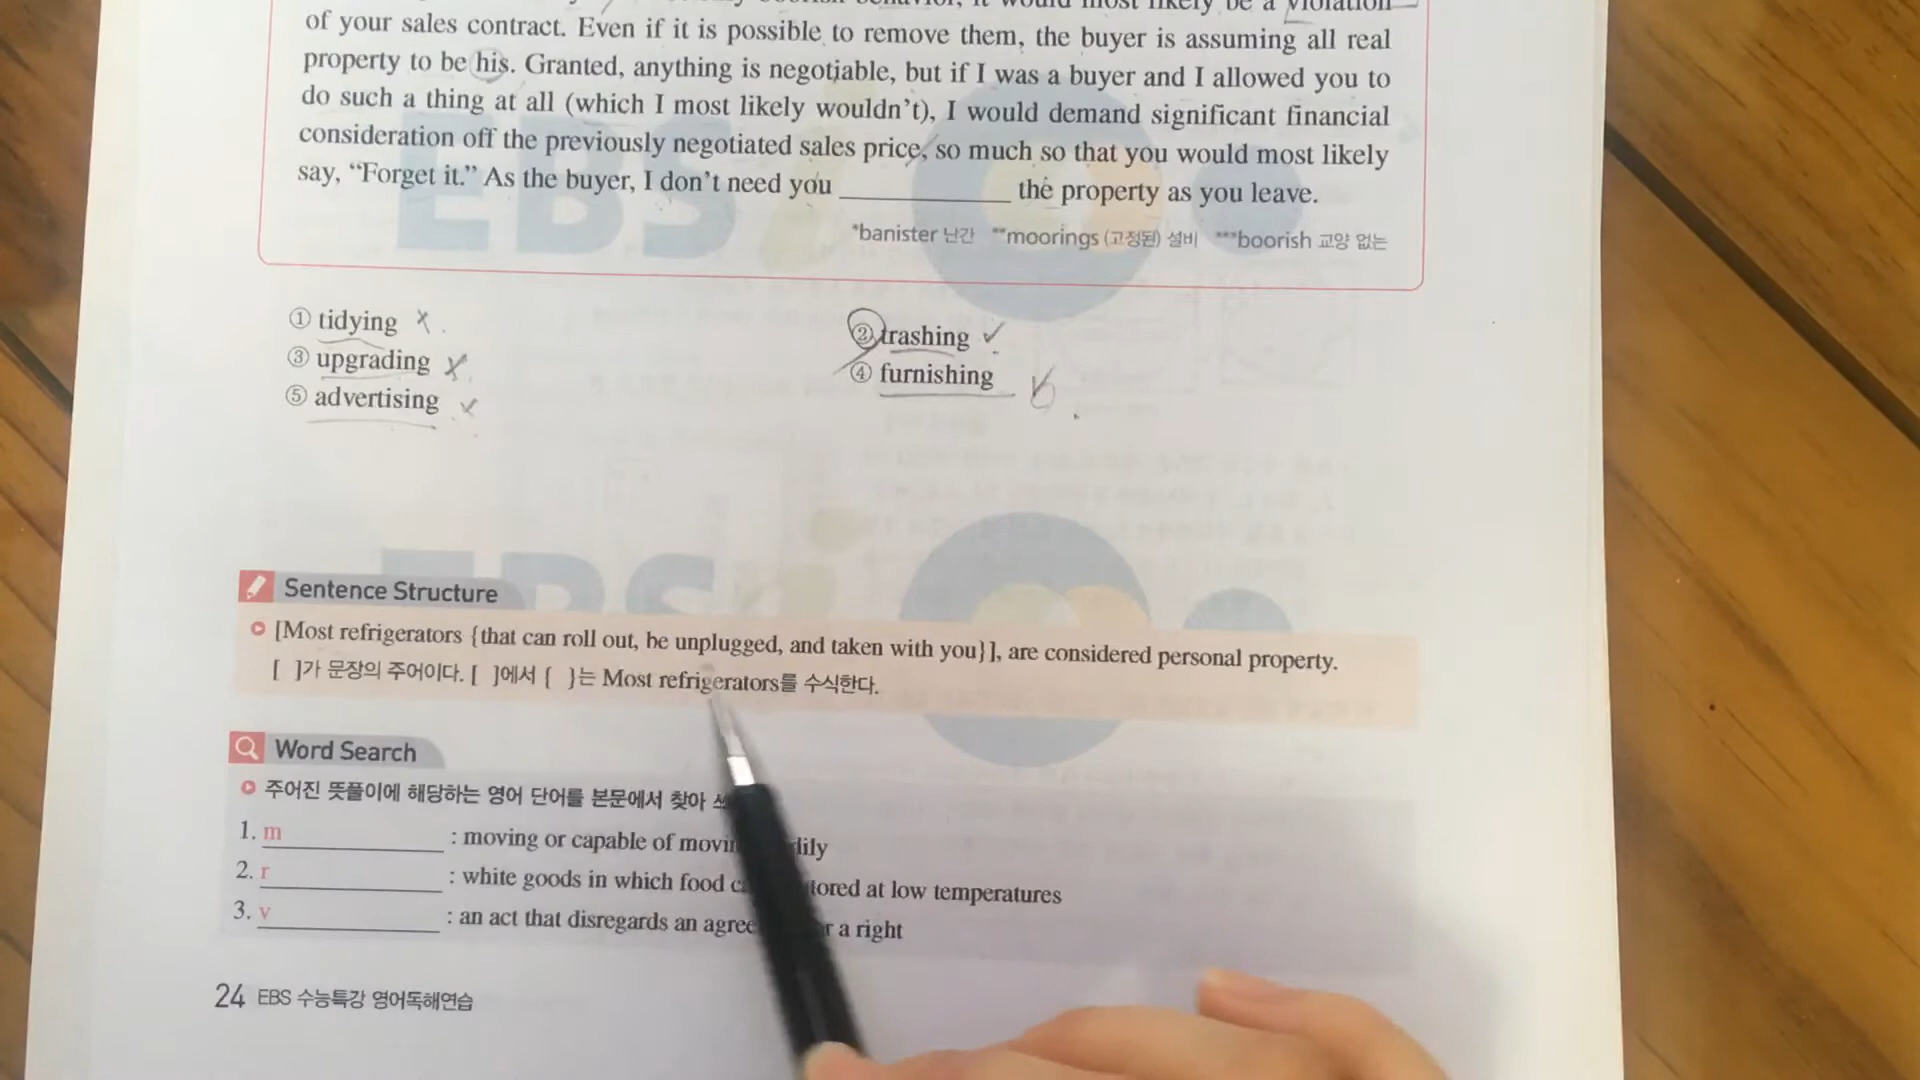 behavior, it would most likely be a violation
of your sales contract. Even if it is possible to remove them, the buyer is assuming all real
property to be his. Granted, anything is negotiable, but if I was a buyer and I allowed you to
do such a thing at all (which I most likely wouldn't), I would demand significant financial
consideration off the previously negotiated sales price, so much so that you would most likely
say, “Forget it.” As the buyer, I don't need you ____________ the property as you leave.
*banister 난간 **moorings (고정된) 설비 ***boorish 교양 없는
① tidying
② trashing
③ upgrading
④ furnishing
⑤ advertising
Sentence Structure
[Most refrigerators {that can roll out, be unplugged, and taken with you}], are considered personal property.
[ ]가 문장의 주어이다. [ ]에서 { }는 Most refrigerators를 수식한다.
Word Search
주어진 뜻풀이에 해당하는 영어 단어를 본문에서 찾아
1. m____________ : moving or capable of
2. r____________ : white goods in which food at low temperatures
3. v____________ : an act that disregards an a right
24 EBS 수능특강 영어독해연습